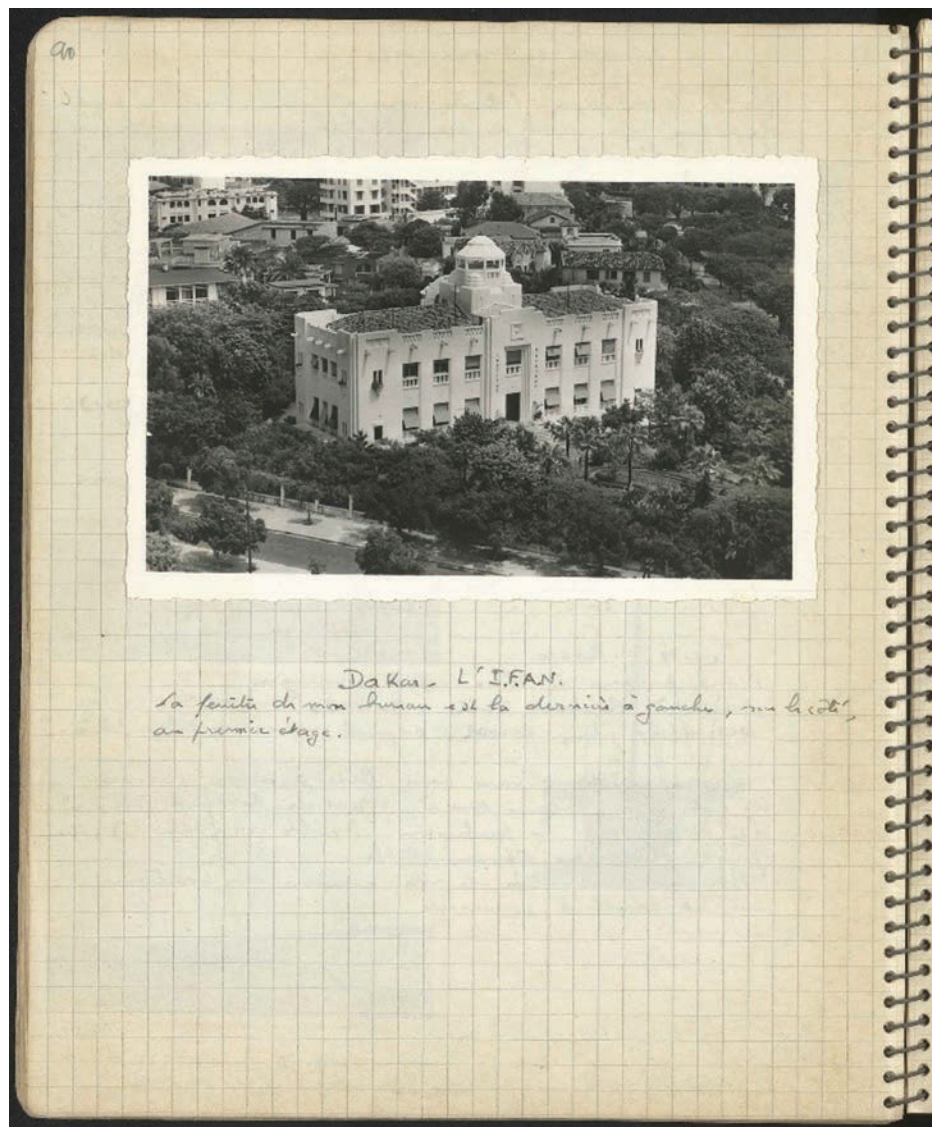 90
Dakar - L'I.F.A.N.
La fenêtre de mon bureau est la dernière à gauche, sur le côté,
au premier étage.